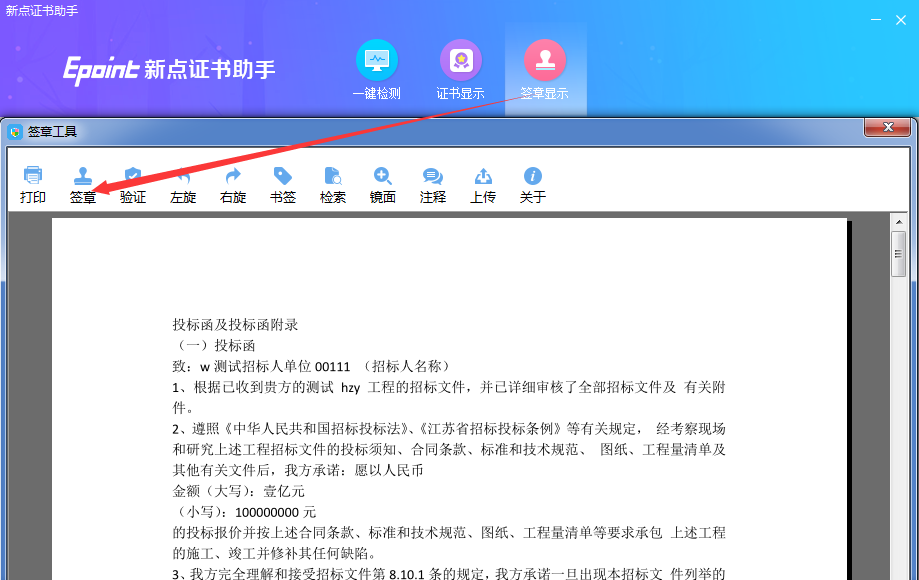 新点证书助手
Epoint 新点证书助手
一键检测 证书显示 签章显示
签章工具
打印 签章 验证 左旋 右旋 书签 检索 镜面 注释 上传 关于
投标函及投标函附录
（一）投标函
致：w 测试招标人单位 00111 （招标人名称）
1、根据已收到贵方的测试 hzy 工程的招标文件，并已详细审核了全部招标文件及 有关附
件。
2、遵照《中华人民共和国招标投标法》、《江苏省招标投标条例》等有关规定， 经考察现场
和研究上述工程招标文件的投标须知、合同条款、标准和技术规范、 图纸、工程量清单及
其他有关文件后，我方承诺：愿以人民币
金额（大写）：壹亿元
（小写）：100000000 元
的投标报价并按上述合同条款、标准和技术规范、图纸、工程量清单等要求承包 上述工程
的施工、竣工并修补其任何缺陷。
3、我方完全理解和接受招标文件第 8.10.1 条的规定，我方承诺一旦出现本招标文 件列举的